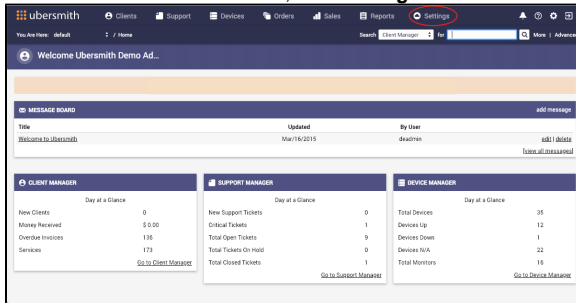 ubersmith Clients Support Devices Orders Sales Reports Settings
You Are Here: default / Home Search Client Manager for More | Advance
Welcome Ubersmith Demo Ad...
MESSAGE BOARD add message
Title Updated By User
Welcome to Ubersmith Mar/16/2015 deadmin edit | delete
[view all messages]
CLIENT MANAGER
Day at a Glance
New Clients 0
Money Received $ 0.00
Overdue Invoices 136
Services 173
Go to Client Manager
SUPPORT MANAGER
Day at a Glance
New Support Tickets 0
Critical Tickets 1
Total Open Tickets 9
Total Tickets On Hold 0
Total Closed Tickets 1
Go to Support Manager
DEVICE MANAGER
Day at a Glance
Total Devices 35
Devices Up 12
Devices Down 1
Devices N/A 22
Total Monitors 16
Go to Device Manager